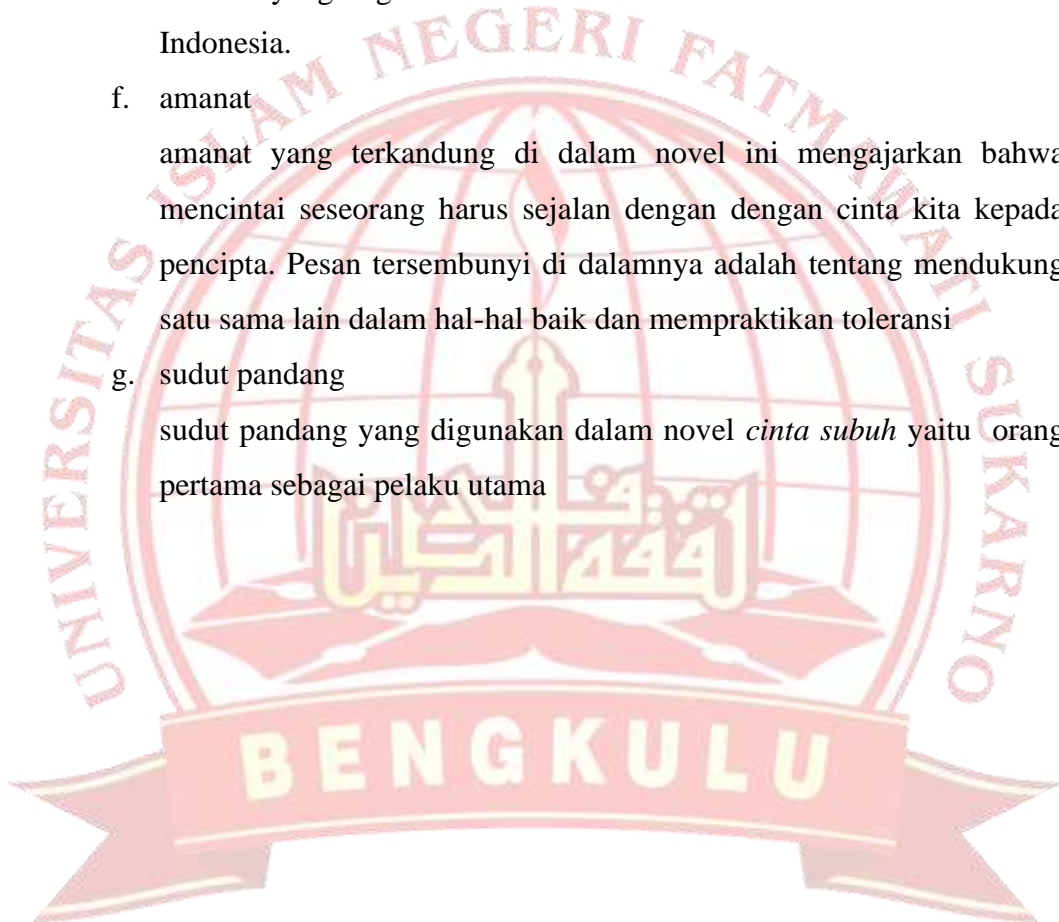 Indonesia.
f. amanat
amanat yang terkandung di dalam novel ini mengajarkan bahwa
mencintai seseorang harus sejalan dengan dengan cinta kita kepada
pencipta. Pesan tersembunyi di dalamnya adalah tentang mendukung
satu sama lain dalam hal-hal baik dan mempraktikan toleransi
g. sudut pandang
sudut pandang yang digunakan dalam novel cinta subuh yaitu orang
pertama sebagai pelaku utama
UNIVERSITAS ISLAM NEGERI FATMAWATI SUKARNO
BENGKULU